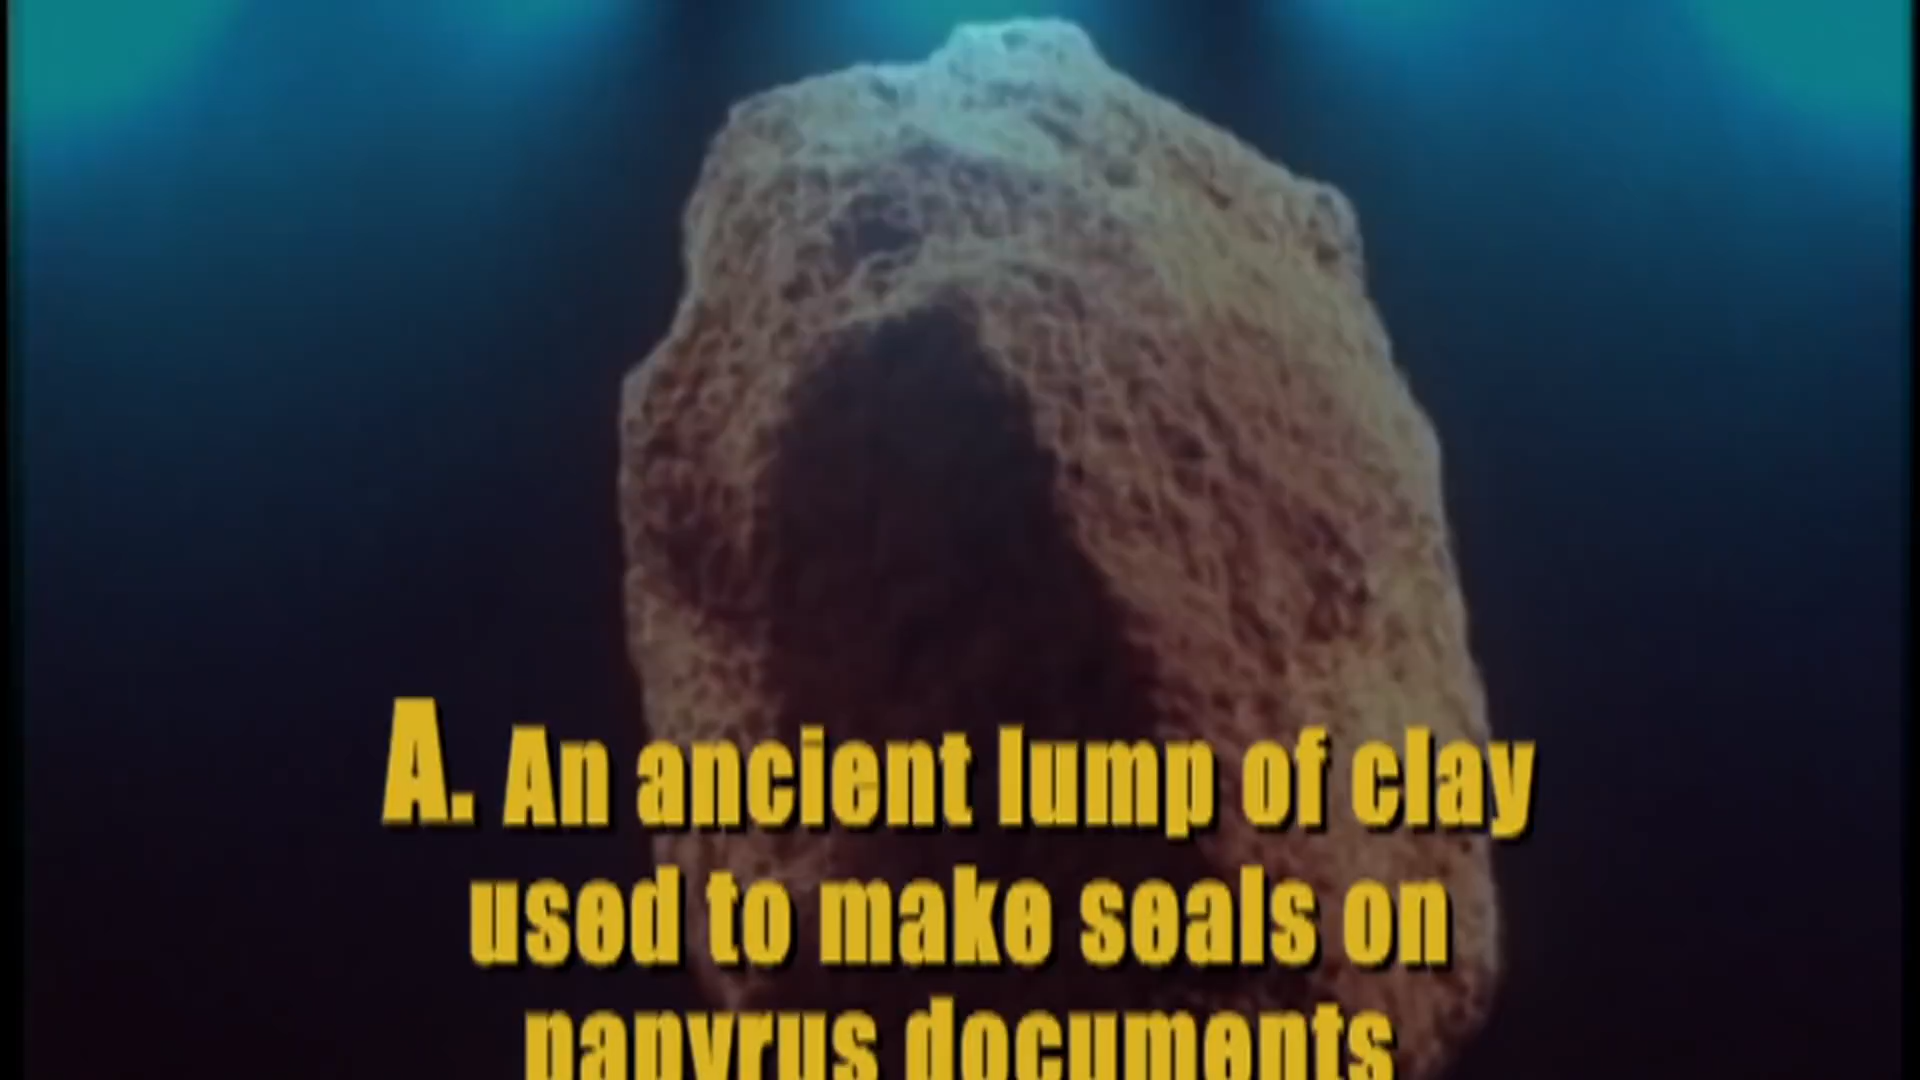 A. An ancient lump of clay
used to make seals on
papyrus documents